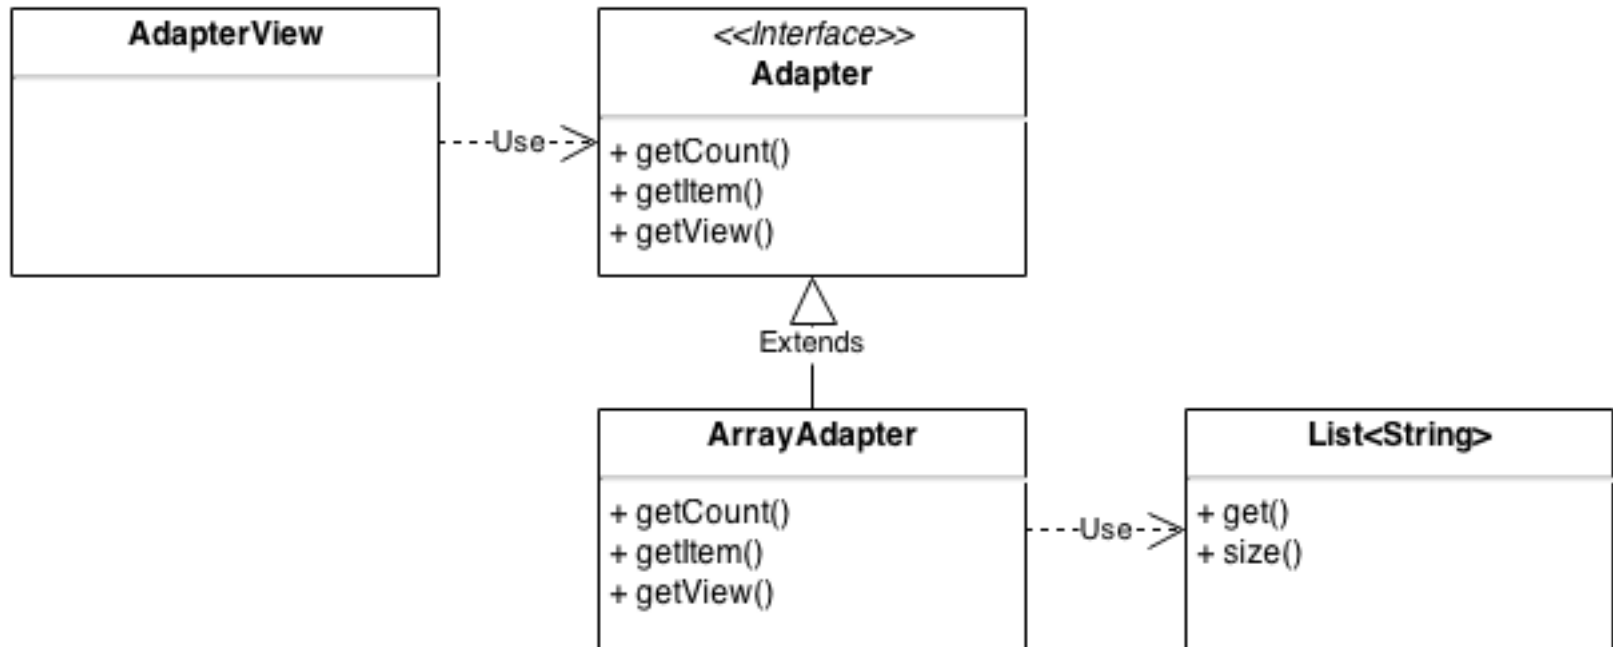 AdapterView
<<Interface>>
Adapter
Use
+ getCount()
+ getItem()
+ getView()
Extends
ArrayAdapter
+ getCount()
+ getItem()
+ getView()
Use
List<String>
+ get()
+ size()